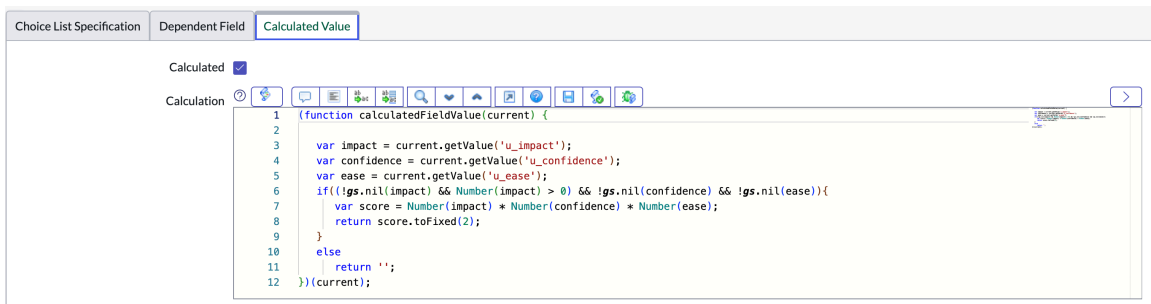 Choice List Specification Dependent Field Calculated Value
Calculated
Calculation
1 (function calculatedFieldValue(current) {
2
3 var impact = current.getValue('u_impact');
4 var confidence = current.getValue('u_confidence');
5 var ease = current.getValue('u_ease');
6 if((!gs.nil(impact) && Number(impact) > 0) && !gs.nil(confidence) && !gs.nil(ease)){
7 var score = Number(impact) * Number(confidence) * Number(ease);
8 return score.toFixed(2);
9 }
10 else
11 return '';
12 })(current);